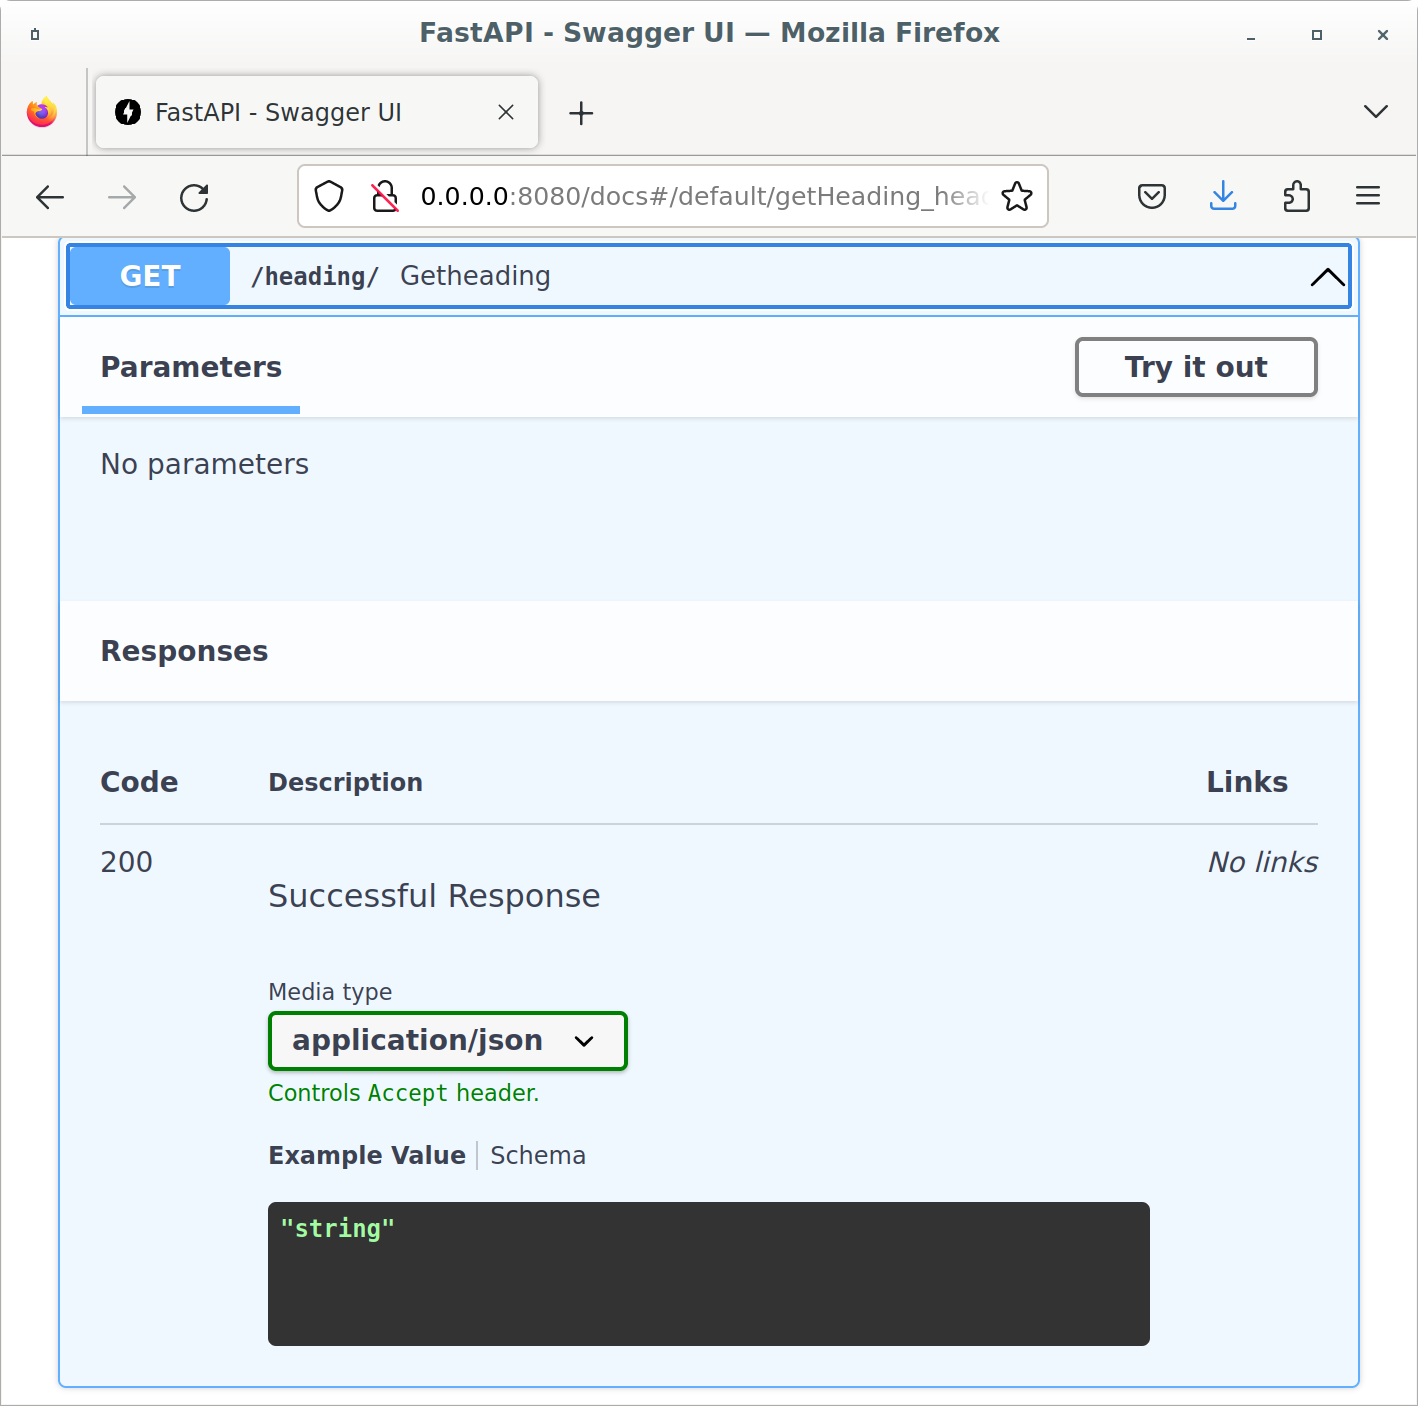 FastAPI - Swagger UI — Mozilla Firefox
FastAPI - Swagger UI
0.0.0.0:8080/docs#/default/getHeading_head
GET /heading/ Getheading
Parameters
Try it out
No parameters
Responses
Code Description Links
200 No links
Successful Response
Media type
application/json
Controls Accept header.
Example Value Schema
"string"